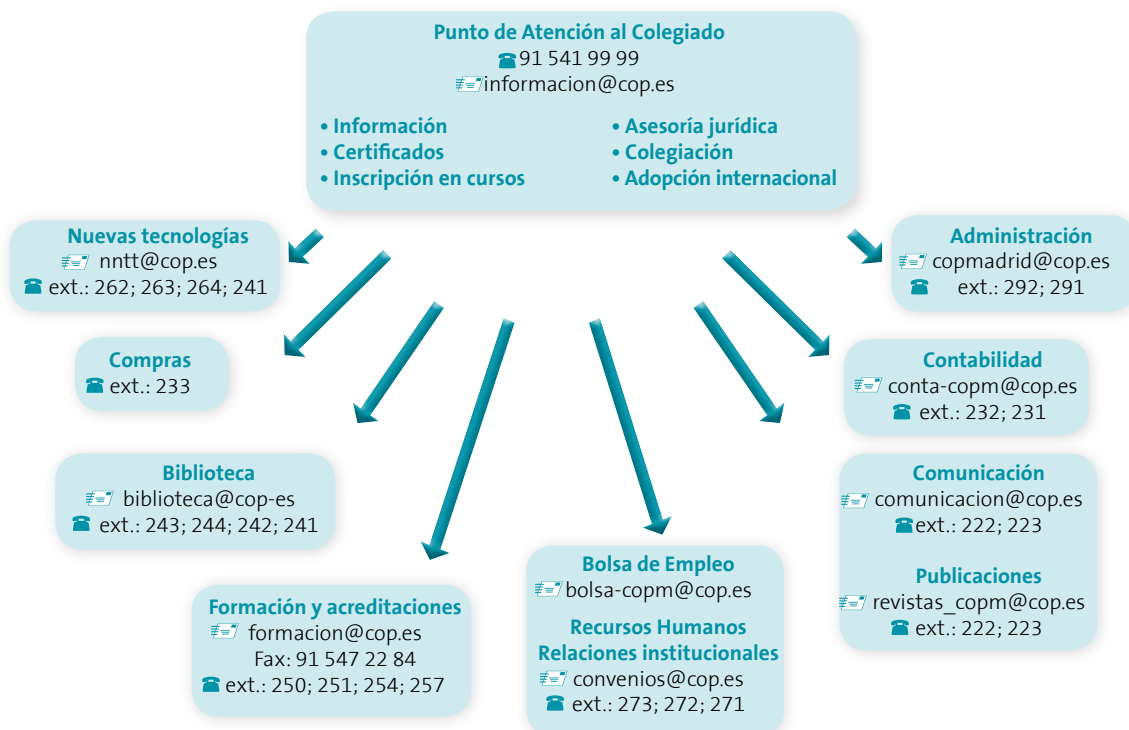 Punto de Atención al Colegiado
91 541 99 99
informacion@cop.es
• Información
• Certificados
• Inscripción en cursos
• Asesoría jurídica
• Colegiación
• Adopción internacional
Nuevas tecnologías
nntt@cop.es
ext.: 262; 263; 264; 241
Administración
copmadrid@cop.es
ext.: 292; 291
Compras
ext.: 233
Contabilidad
conta-copm@cop.es
ext.: 232; 231
Biblioteca
biblioteca@cop-es
ext.: 243; 244; 242; 241
Comunicación
comunicacion@cop.es
ext.: 222; 223
Publicaciones
revistas_copm@cop.es
ext.: 222; 223
Formación y acreditaciones
formacion@cop.es
Fax: 91 547 22 84
ext.: 250; 251; 254; 257
Bolsa de Empleo
bolsa-copm@cop.es
Recursos Humanos
Relaciones institucionales
convenios@cop.es
ext.: 273; 272; 271